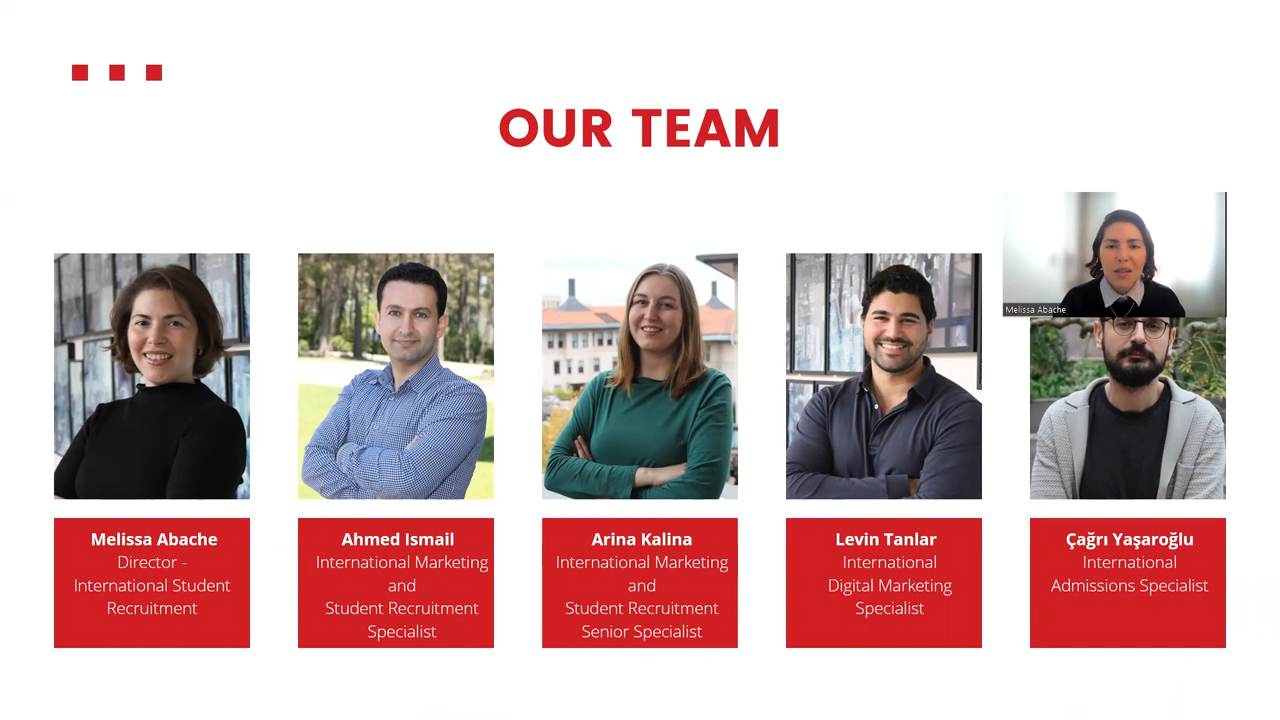 OUR TEAM
Melissa Abache
Melissa Abache
Director -
International Student
Recruitment
Ahmed Ismail
International Marketing
and
Student Recruitment
Specialist
Arina Kalina
International Marketing
and
Student Recruitment
Senior Specialist
Levin Tanlar
International
Digital Marketing
Specialist
Çağrı Yaşaroğlu
International
Admissions Specialist